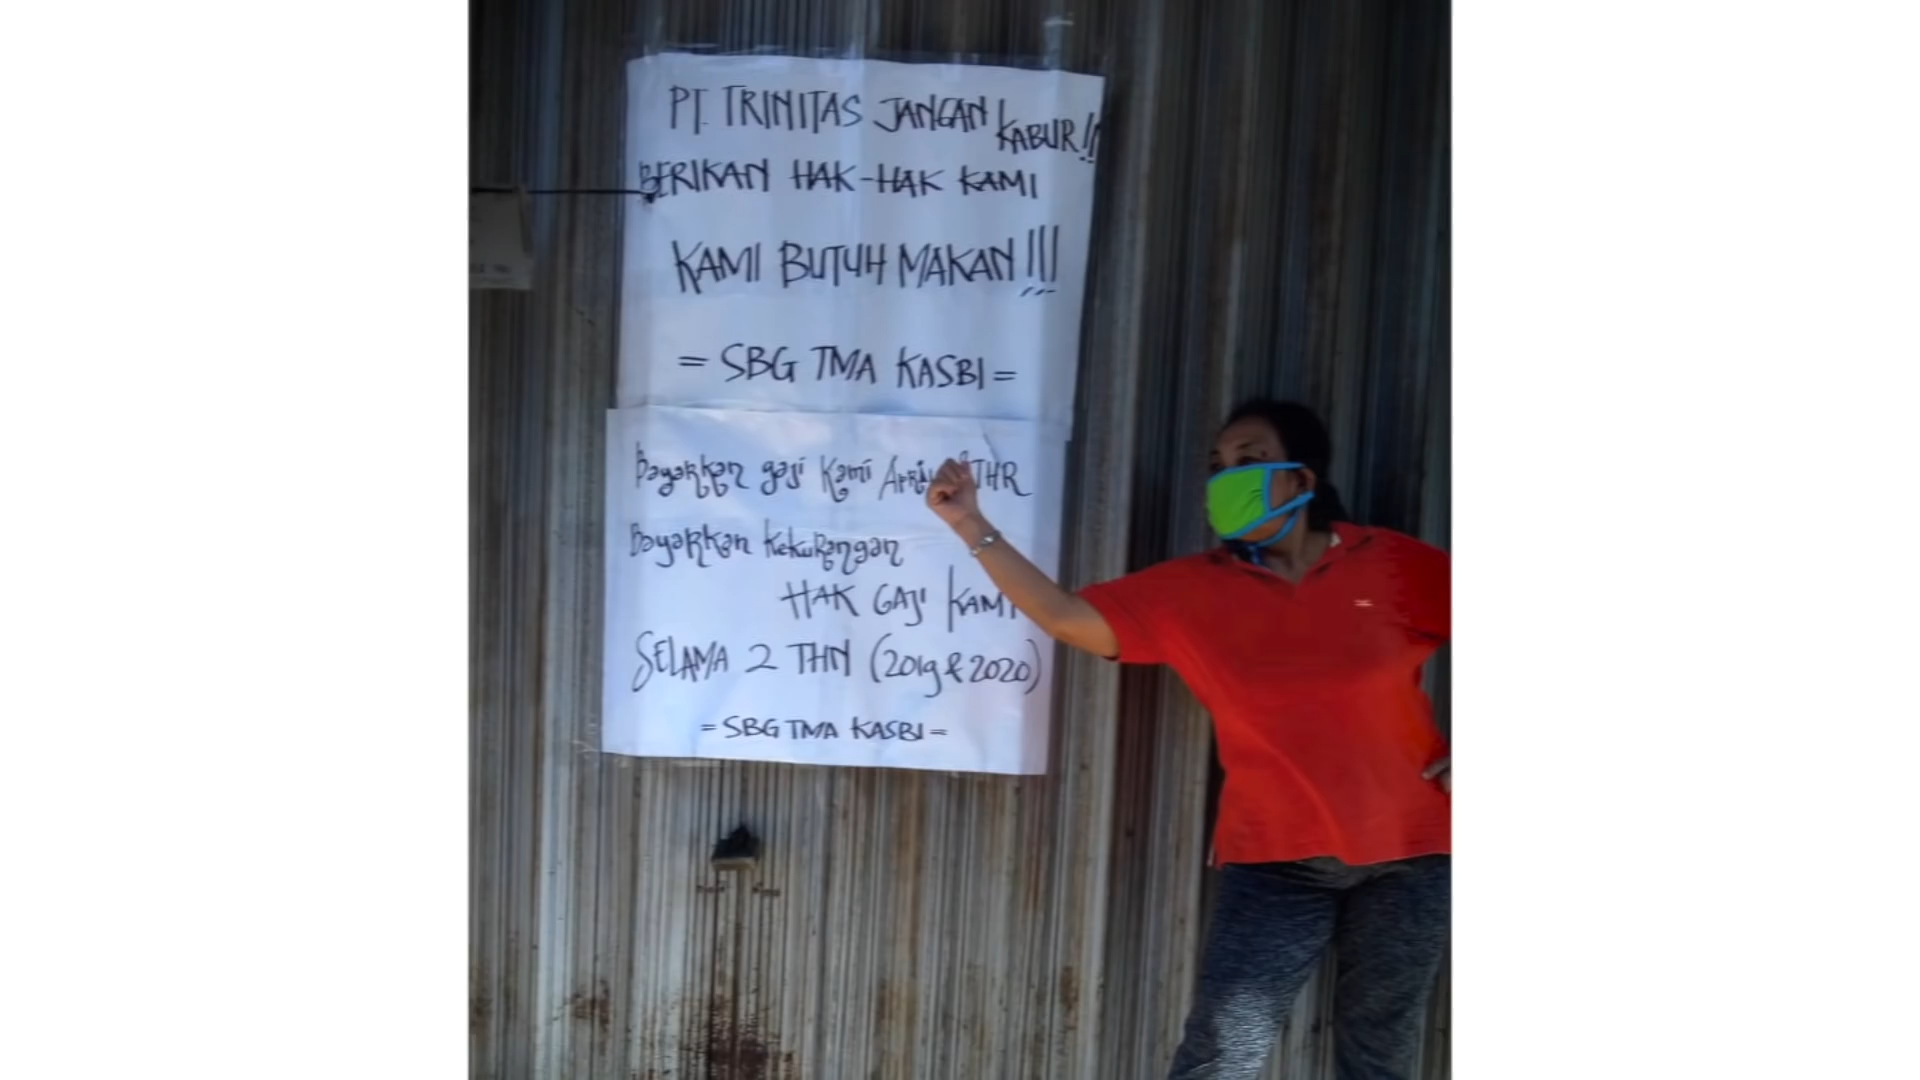 PT. TRINITAS JANGAN KABUR!!
BERIKAN HAK-HAK KAMI
KAMI BUTUH MAKAN!!!
= SBG TMA KASBI =
Bayarkan gaji Kami April THR
Bayarkan Kekurangan
HAK GAJI KAMI
SELAMA 2 THN (2019 & 2020)
= SBG TMA KASBI =